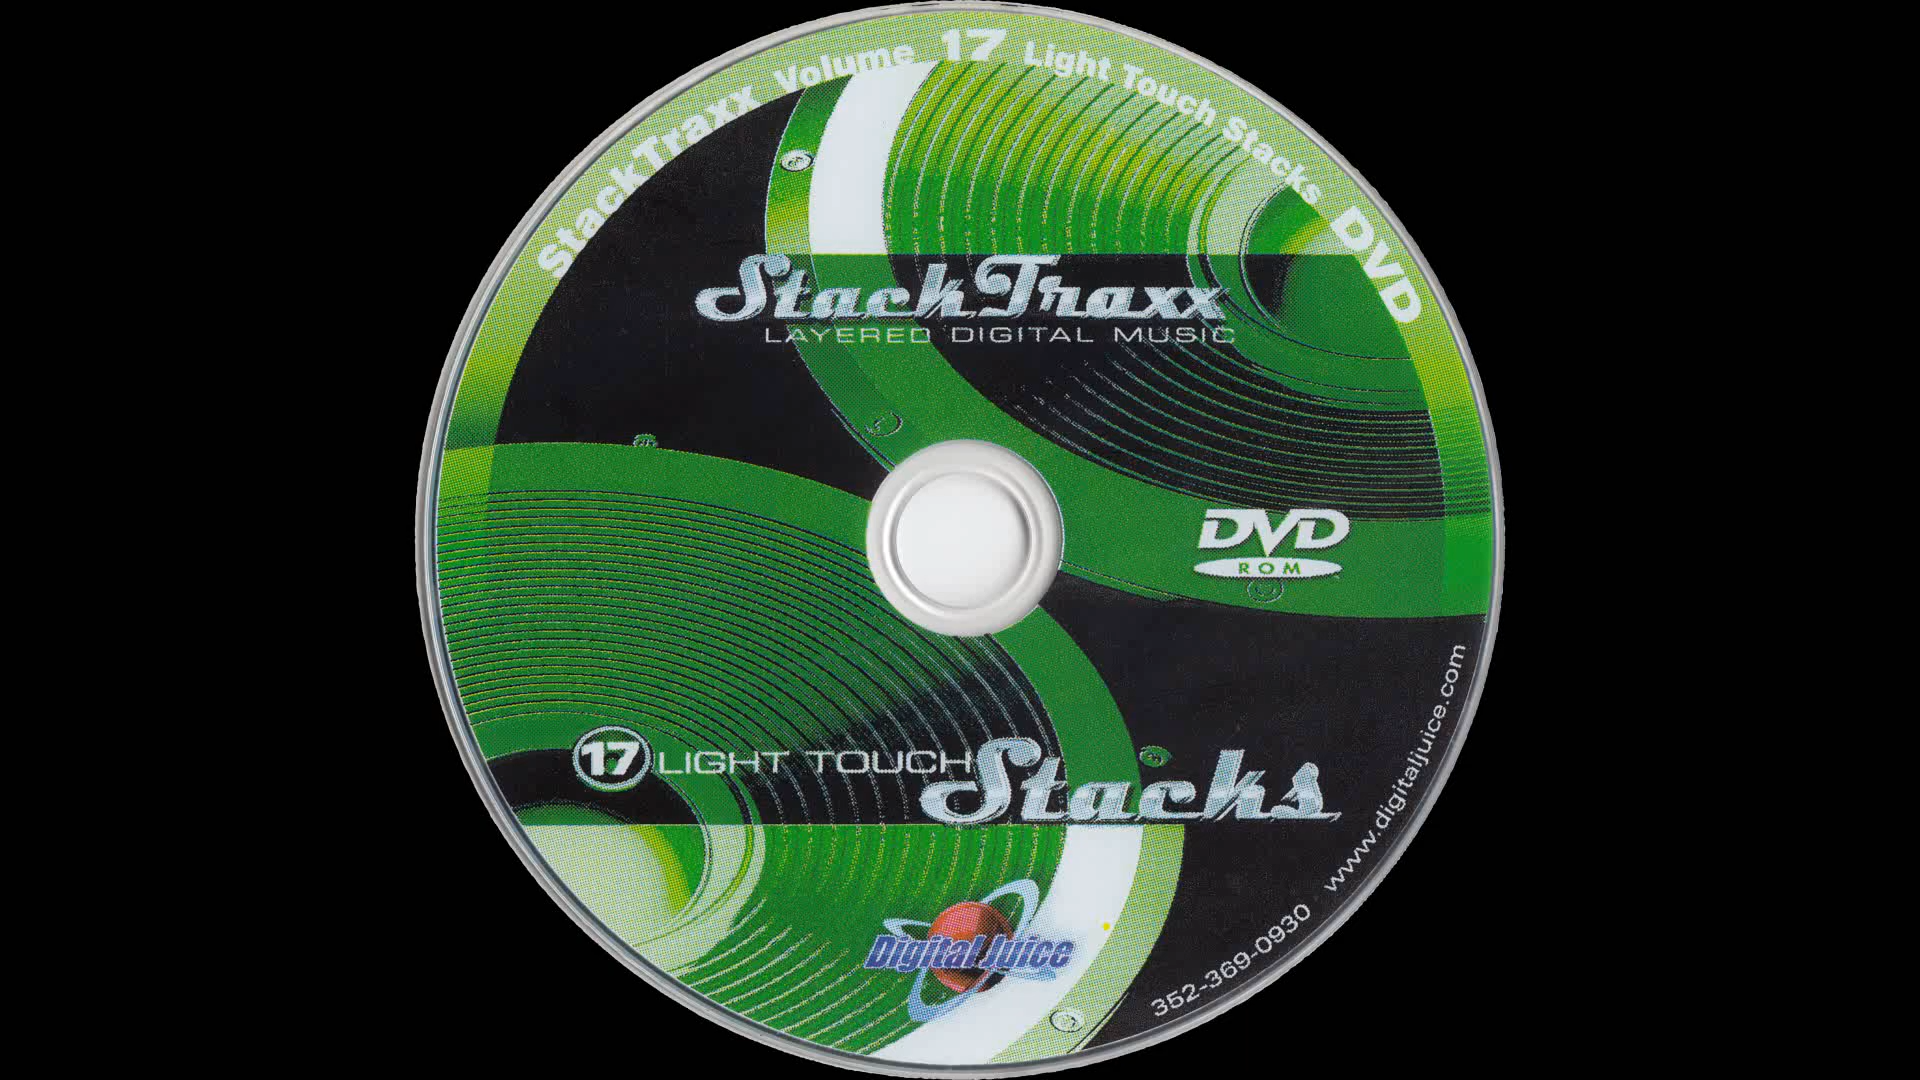 StackTraxx Volume 17 Light Touch Stacks DVD
StackTraxx
LAYERED DIGITAL MUSIC
DVD
ROM
17 LIGHT TOUCH Stacks
Digital Juice
www.digitaljuice.com
352-369-0930